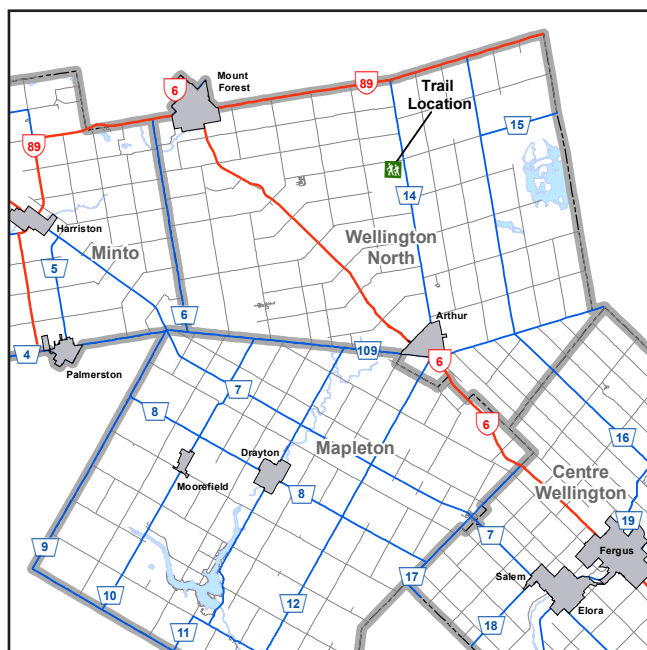 Mount
Forest
6
89
Trail
Location
15
89
14
Harriston
Wellington
North
Minto
5
6
Arthur
4
109
6
Palmerston
7
8
6
16
Drayton
Mapleton
Centre
Wellington
Moorefield
8
19
7
Fergus
9
Salem
17
10
12
Elora
11
18